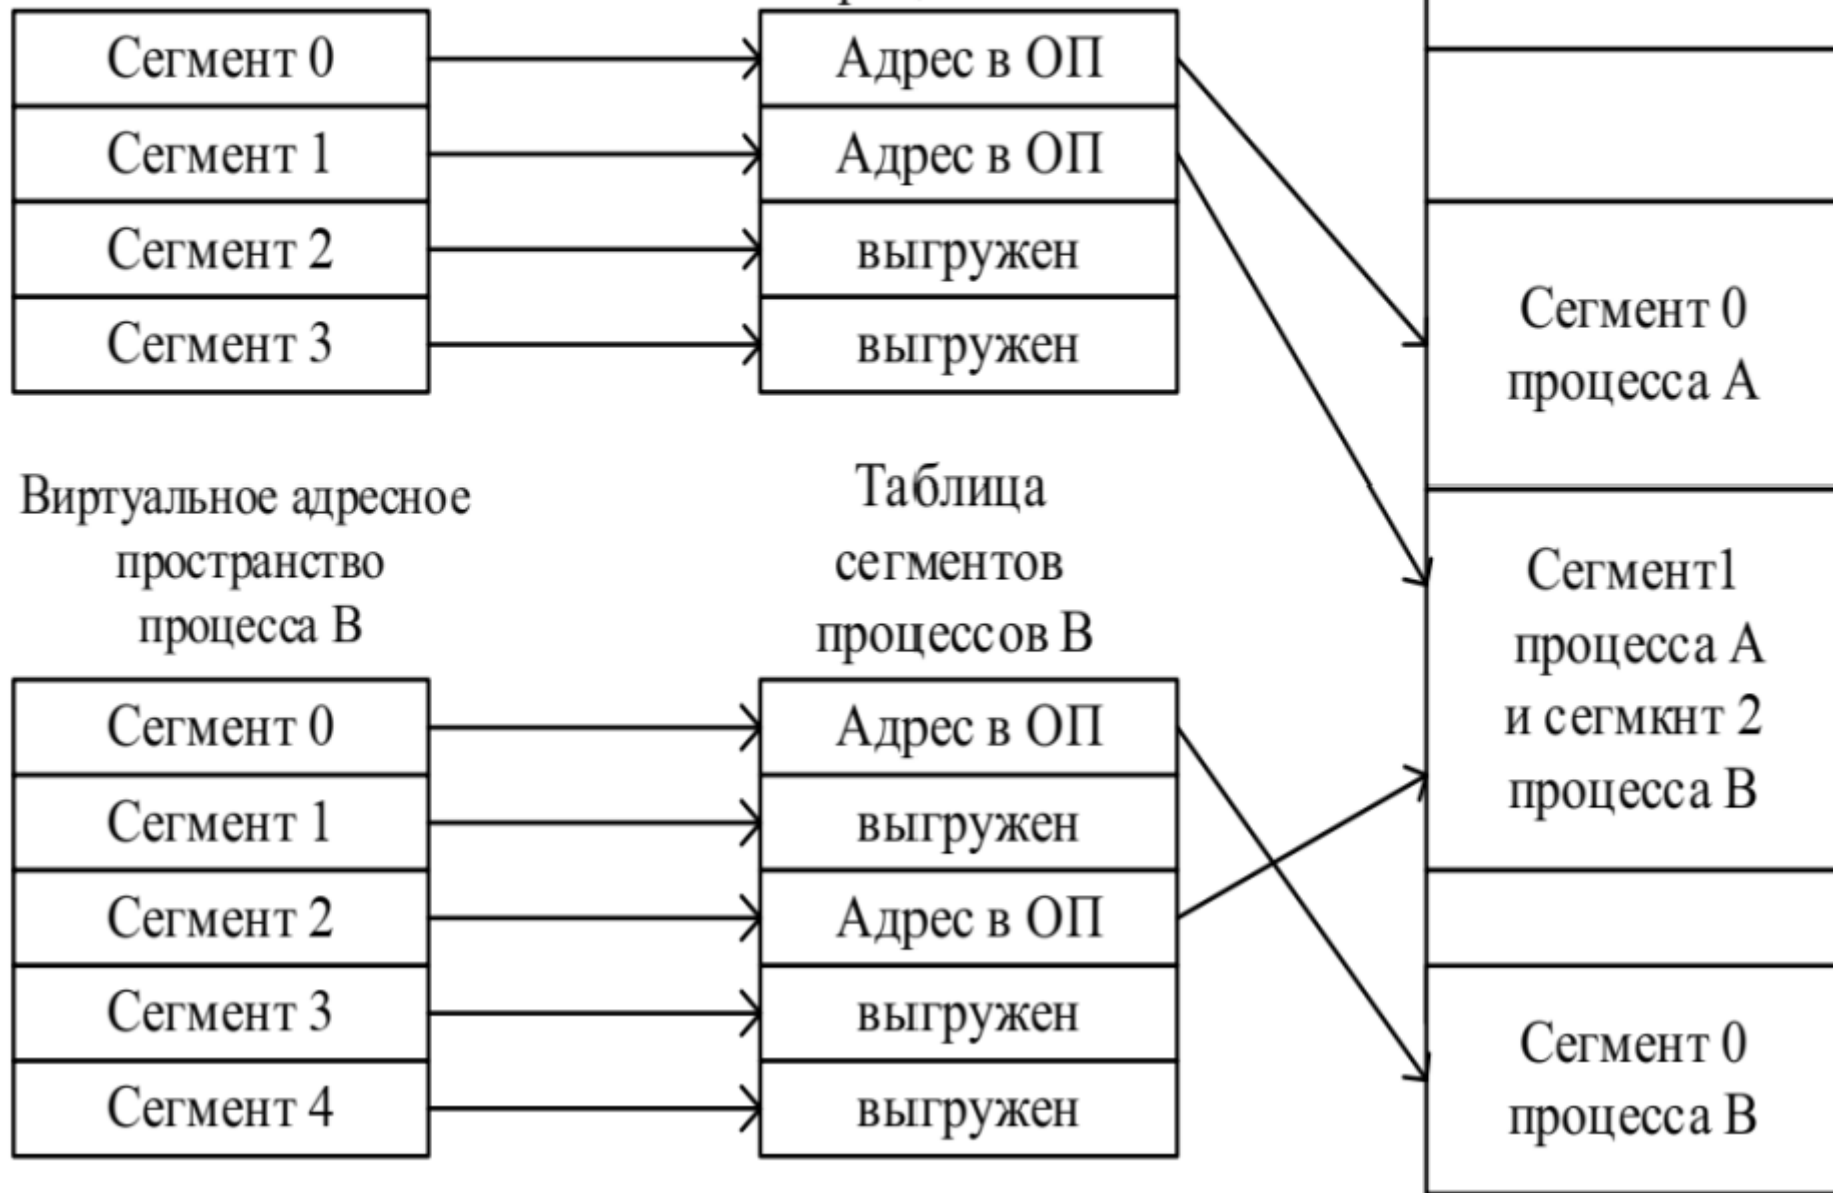 Сегмент 0
Сегмент 1
Сегмент 2
Сегмент 3
Адрес в ОП
Адрес в ОП
выгружен
выгружен
Виртуальное адресное
пространство
процесса В
Таблица
сегментов
процессов В
Сегмент 0
Сегмент 1
Сегмент 2
Сегмент 3
Сегмент 4
Адрес в ОП
выгружен
Адрес в ОП
выгружен
выгружен
Сегмент 0
процесса А
Сегмент1
процесса А
и сегмкнт 2
процесса В
Сегмент 0
процесса В